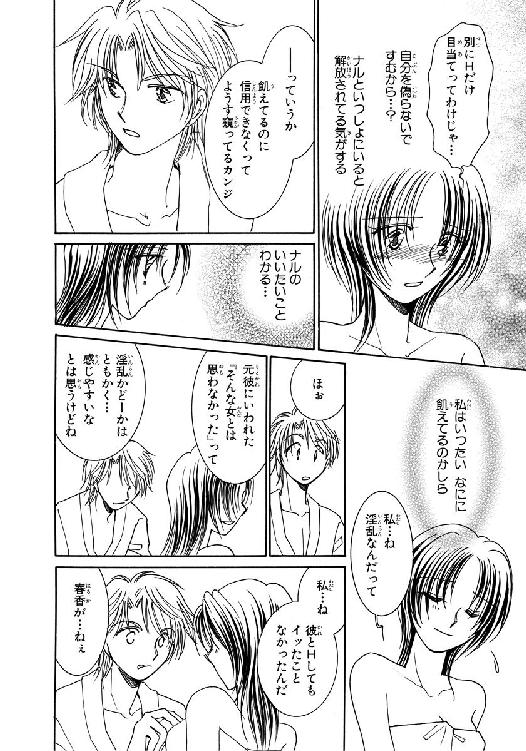 別にHだけ
目当てってわけじゃ…
自分を偽らないで
すむから…?
ナルといっしょにいると
解放されてる気がする
―っていうか
飢えてるのに
信用できなくって
ようす窺ってるカンジ
ナルの
いいたいこと
わかる…
私はいったい なにに
飢えてるのかしら
私…ね
淫乱なんだって
ほぉ
元彼にいわれた
『そんな女とは
思わなかった』って
淫乱かどーかは
ともかく…
感じやすいな
とは思うけどね
私…ね
彼とHしても
イッたこと
なかったんだ
春香が…ねぇ